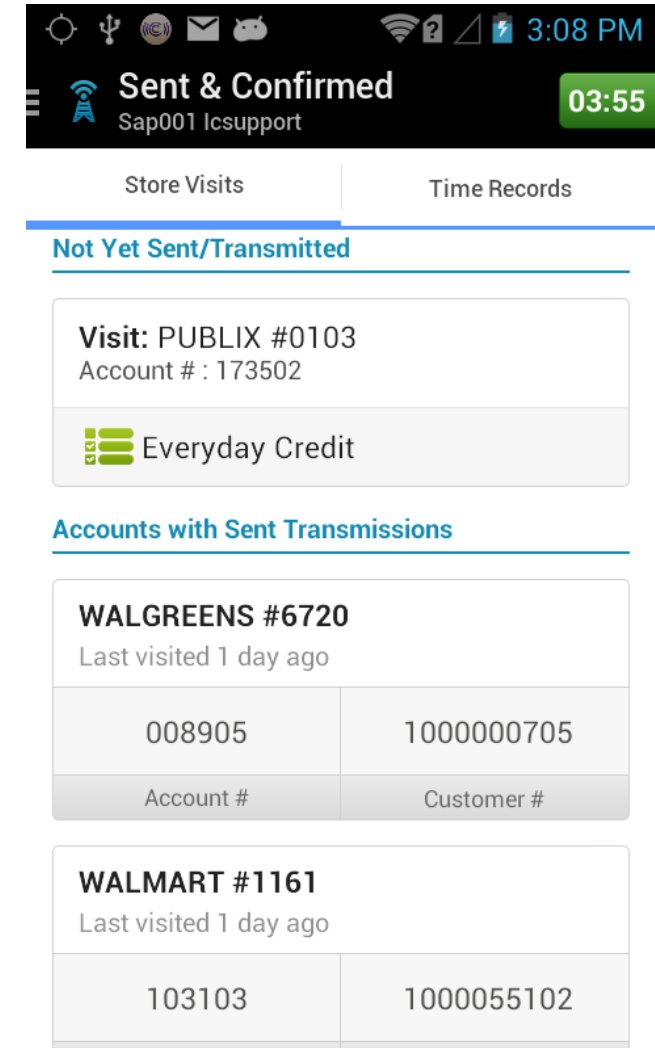 3:08 PM
Sent & Confirmed
03:55
Sap001 Icsupport
Store Visits
Time Records
Not Yet Sent/Transmitted
Visit: PUBLIX #0103
Account # : 173502
Everyday Credit
Accounts with Sent Transmissions
WALGREENS #6720
Last visited 1 day ago
008905
1000000705
Account #
Customer #
WALMART #1161
Last visited 1 day ago
103103
1000055102